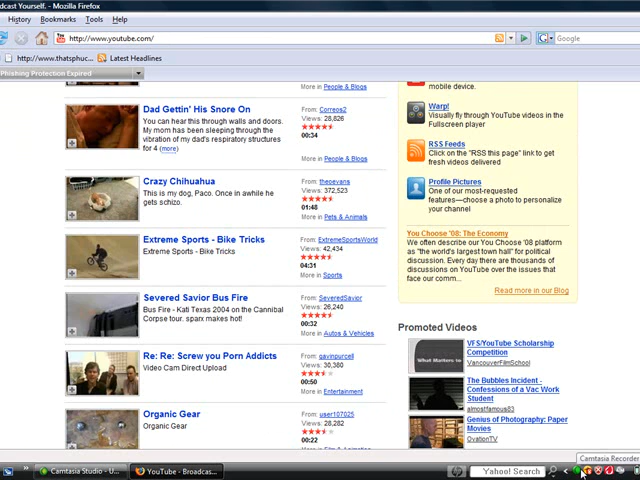 dcast Yourself. - Mozilla Firefox
History Bookmarks Tools Help
http://www.youtube.com/
Google
http://www.thatsphuc... Latest Headlines
Phishing Protection Expired
More in People & Blogs
Dad Gettin' His Snore On
You can hear this through walls and doors.
My mom has been sleeping through the
vibration of my dad's respiratory structures
for 4 (more)
From: Correos2
Views: 28,826
00:34
More in People & Blogs
Crazy Chihuahua
This is my dog, Paco. Once in awhile he
gets schizo.
From: theoevans
Views: 372,523
01:48
More in Pets & Animals
Extreme Sports - Bike Tricks
Extreme Sports - Bike Tricks
From: ExtremeSportsWorld
Views: 42,434
04:31
More in Sports
Severed Savior Bus Fire
Bus Fire - Kati Texas 2004 on the Cannibal
Corpse tour. sparx makes hot!
From: SeveredSavior
Views: 26,240
00:32
More in Autos & Vehicles
Re: Re: Screw you Porn Addicts
Video Cam Direct Upload
From: gavinpurcell
Views: 30,380
00:50
More in Entertainment
Organic Gear
Organic Gear
From: user107025
Views: 28,282
00:22
More in Film & Animation
mobile device.
Warp!
Visually fly through YouTube videos in the
Fullscreen player
RSS Feeds
Click on the "RSS this page" link to get
fresh videos delivered
Profile Pictures
One of our most-requested
features—choose a photo to personalize
your channel
You Choose '08: The Economy
We often describe our You Choose '08 platform
as "the world's largest town hall" for political
discussion. Every day there are thousands of
discussions on YouTube over the issues that
face our comm...
Read more in our Blog
Promoted Videos
What Matters to
VFS/YouTube Scholarship
Competition
VancouverFilmSchool
The Bubbles Incident -
Confessions of a Vac Work
Student
almostfamous83
Genius of Photography: Paper
Movies
OvationTV
Camtasia Recorder
Camtasia Studio - U...
YouTube - Broadcas...
Yahoo! Search